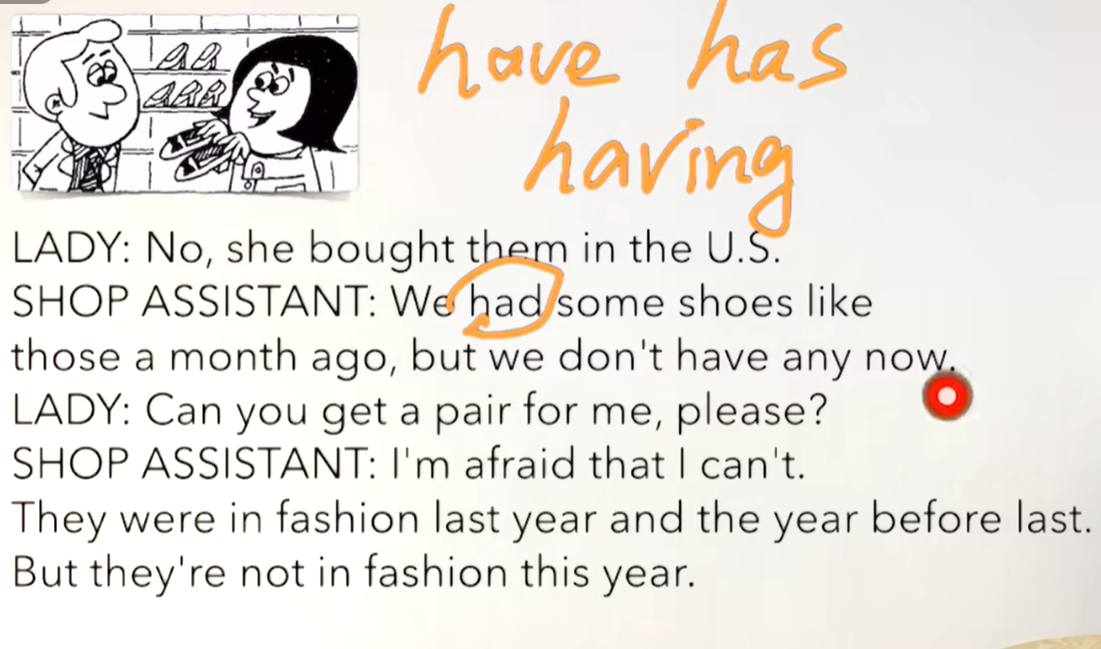 have has
having
LADY: No, she bought them in the U.S.
SHOP ASSISTANT: We had some shoes like
those a month ago, but we don't have any now.
LADY: Can you get a pair for me, please?
SHOP ASSISTANT: I'm afraid that I can't.
They were in fashion last year and the year before last.
But they're not in fashion this year.